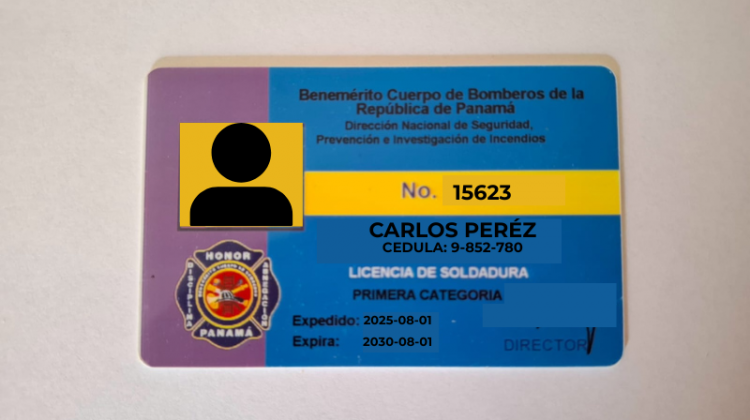 Benemérito Cuerpo de Bomberos de la
República de Panamá
Dirección Nacional de Seguridad,
Prevención e Investigación de Incendios
No. 15623
CARLOS PERÉZ
CEDULA: 9-852-780
LICENCIA DE SOLDADURA
PRIMERA CATEGORIA
Expedido: 2025-08-01
Expira: 2030-08-01
DIRECTOR
HONOR
DISCIPLINA
ABNEGACION
PANAMÁ